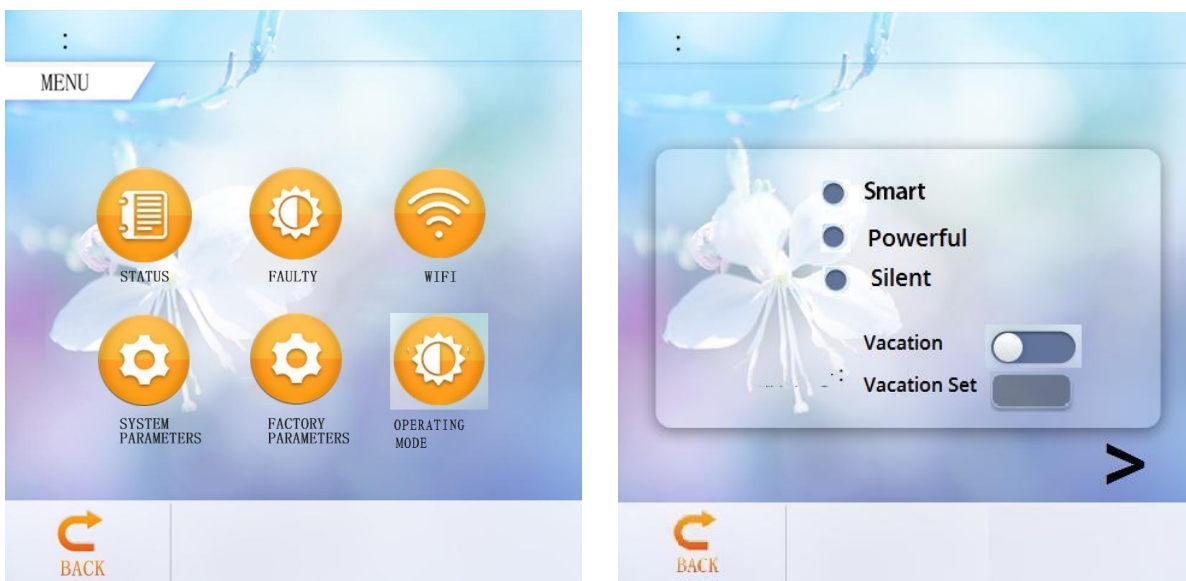 :
MENU
STATUS
FAULTY
WIFI
SYSTEM
PARAMETERS
FACTORY
PARAMETERS
OPERATING
MODE
BACK
:
Smart
Powerful
Silent
Vacation
Vacation Set
>
BACK